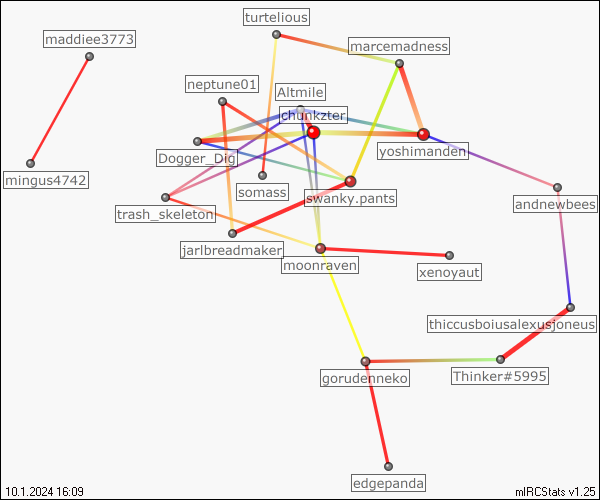 turtelious
maddiee3773
marcemadness
neptune01
Altmile
chunkzter
yoshimanden
Dogger_Dig
mingus4742
somass
swanky.pants
andnewbees
trash_skeleton
jarlbreadmaker
moonraven
xenoyaut
thiccusboiusalexusjoneus
gorudenneko
Thinker#5995
edgepanda
10.1.2024 16:09
mIRCStats v1.25